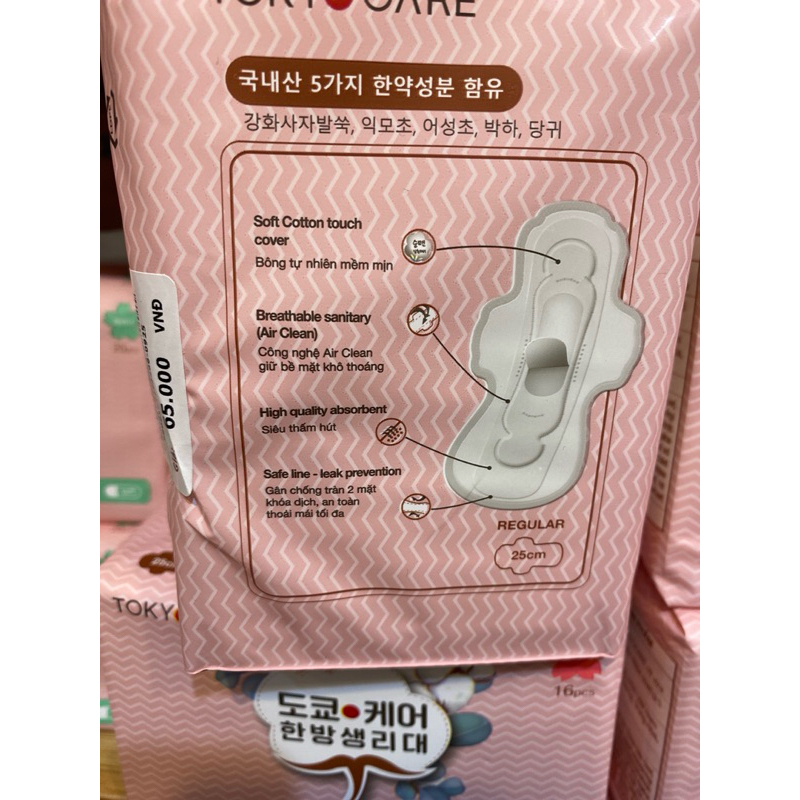 TOKYO CARE
국내산 5가지 한약성분 함유
강화사자발쑥, 익모초, 어성초, 박하, 당귀
Soft Cotton touch
cover
Bông tự nhiên mềm mịn
Breathable sanitary
(Air Clean)
Công nghệ Air Clean
giữ bề mặt khô thoáng
High quality absorbent
Siêu thấm hút
Safe line - leak prevention
Gân chống tràn 2 mặt
khóa dịch, an toàn
thoải mái tối đa
REGULAR
25cm
65.000 VNĐ
TOKY
16pcs
도쿄 케어
한방생리대